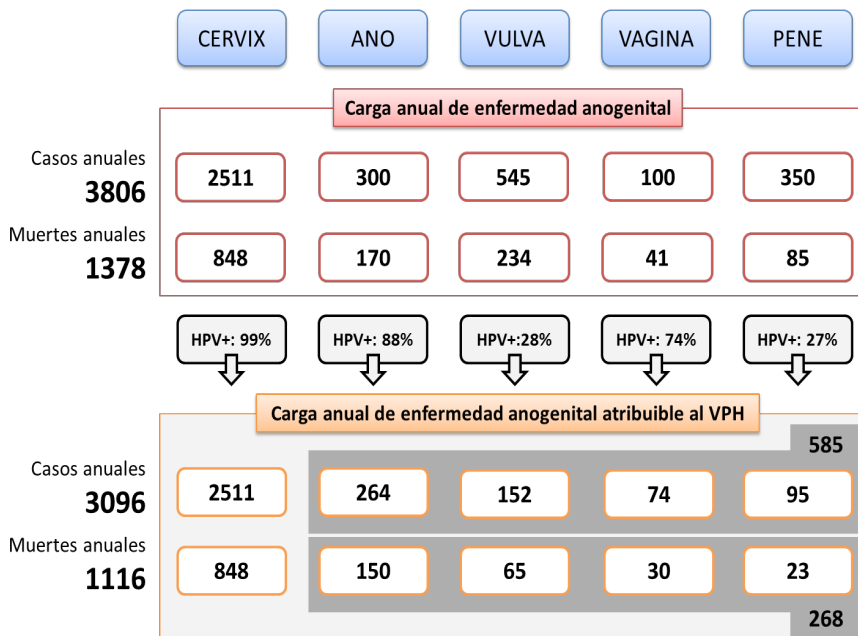 CERVIX
ANO
VULVA
VAGINA
PENE
Carga anual de enfermedad anogenital
Casos anuales
3806
2511
300
545
100
350
Muertes anuales
1378
848
170
234
41
85
HPV+: 99%
HPV+: 88%
HPV+:28%
HPV+: 74%
HPV+: 27%
Carga anual de enfermedad anogenital atribuible al VPH
585
Casos anuales
3096
2511
264
152
74
95
Muertes anuales
1116
848
150
65
30
23
268